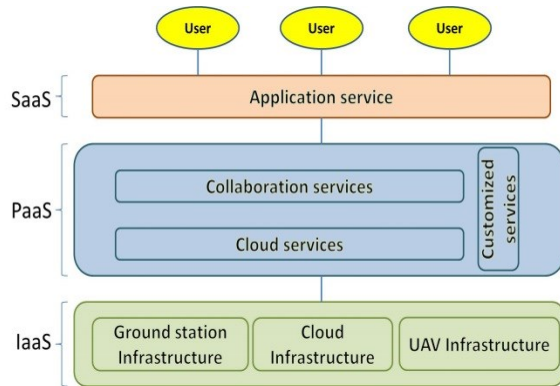 User
User
User
SaaS
Application service
PaaS
Collaboration services
Cloud services
Customized
services
IaaS
Ground station
Infrastructure
Cloud
Infrastructure
UAV Infrastructure